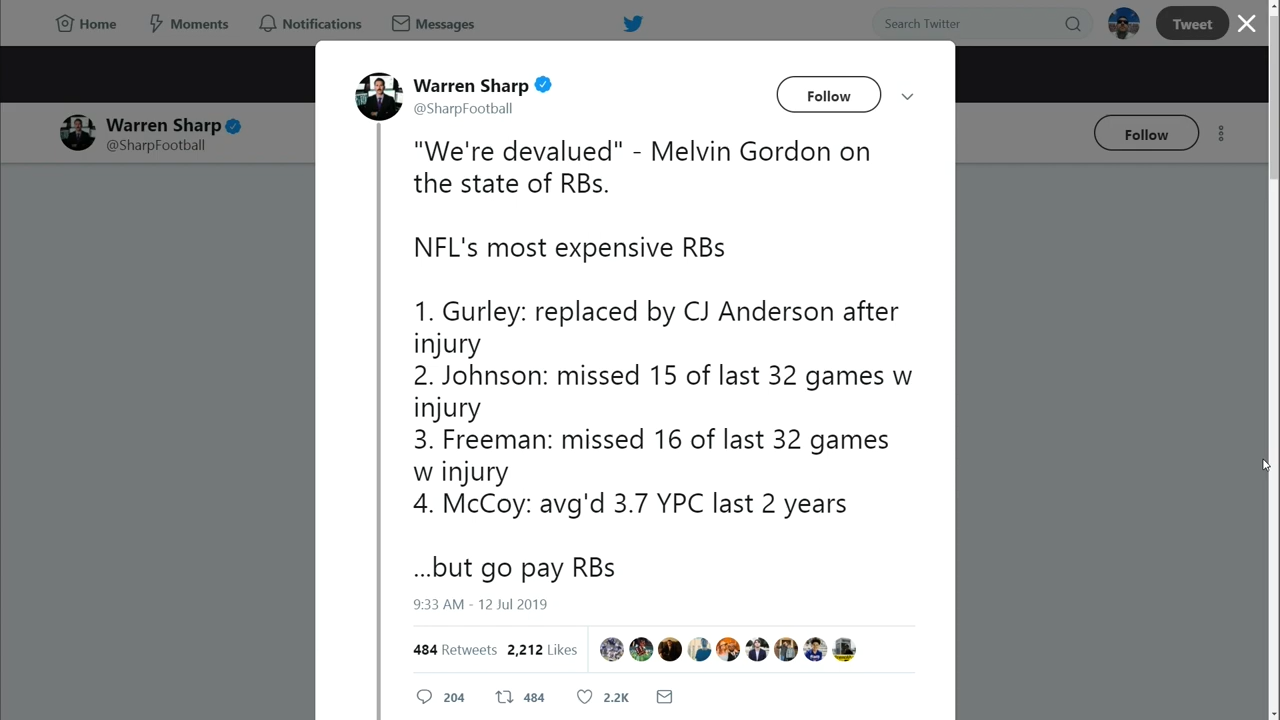 Home Moments Notifications Messages Search Twitter Tweet
Warren Sharp
@SharpFootball
Follow
Warren Sharp
@SharpFootball
Follow
"We're devalued" - Melvin Gordon on
the state of RBs.
NFL's most expensive RBs
1. Gurley: replaced by CJ Anderson after
injury
2. Johnson: missed 15 of last 32 games w
injury
3. Freeman: missed 16 of last 32 games
w injury
4. McCoy: avg'd 3.7 YPC last 2 years
...but go pay RBs
9:33 AM - 12 Jul 2019
484 Retweets 2,212 Likes
204 484 2.2K